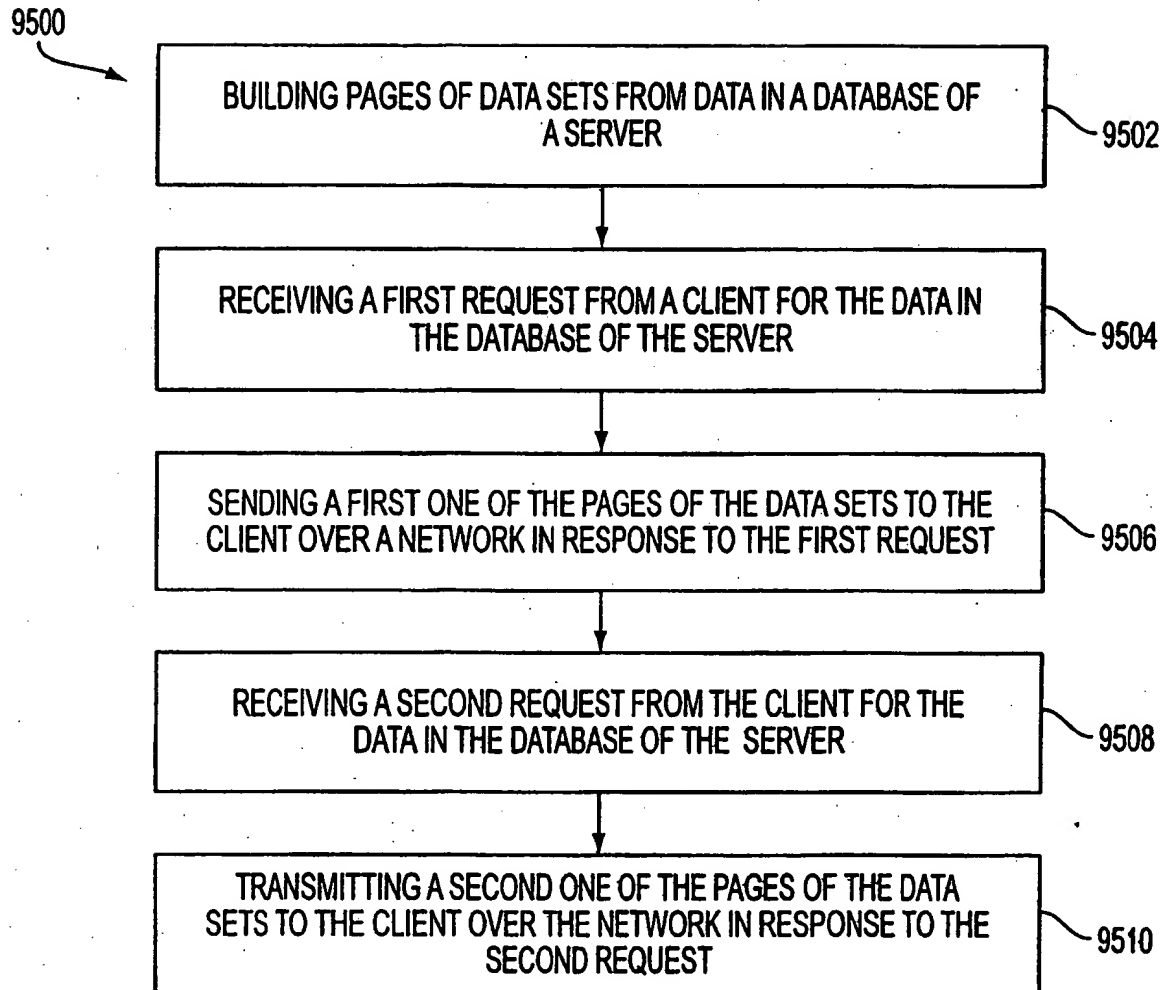 9500
BUILDING PAGES OF DATA SETS FROM DATA IN A DATABASE OF
A SERVER
9502
RECEIVING A FIRST REQUEST FROM A CLIENT FOR THE DATA IN
THE DATABASE OF THE SERVER
9504
SENDING A FIRST ONE OF THE PAGES OF THE DATA SETS TO THE
CLIENT OVER A NETWORK IN RESPONSE TO THE FIRST REQUEST
9506
RECEIVING A SECOND REQUEST FROM THE CLIENT FOR THE
DATA IN THE DATABASE OF THE SERVER
9508
TRANSMITTING A SECOND ONE OF THE PAGES OF THE DATA
SETS TO THE CLIENT OVER THE NETWORK IN RESPONSE TO THE
SECOND REQUEST
9510